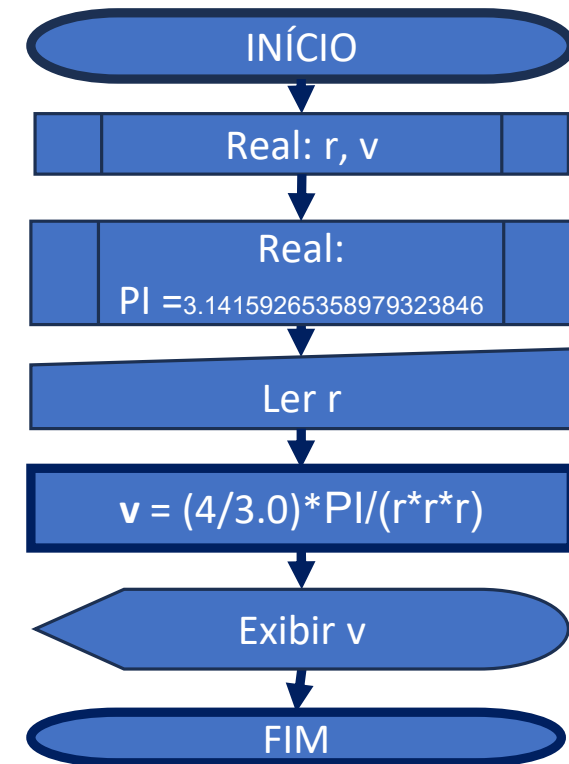 INÍCIO
Real: r, v
Real:
PI =3.14159265358979323846
Ler r
v = (4/3.0)*PI/(r*r*r)
Exibir v
FIM